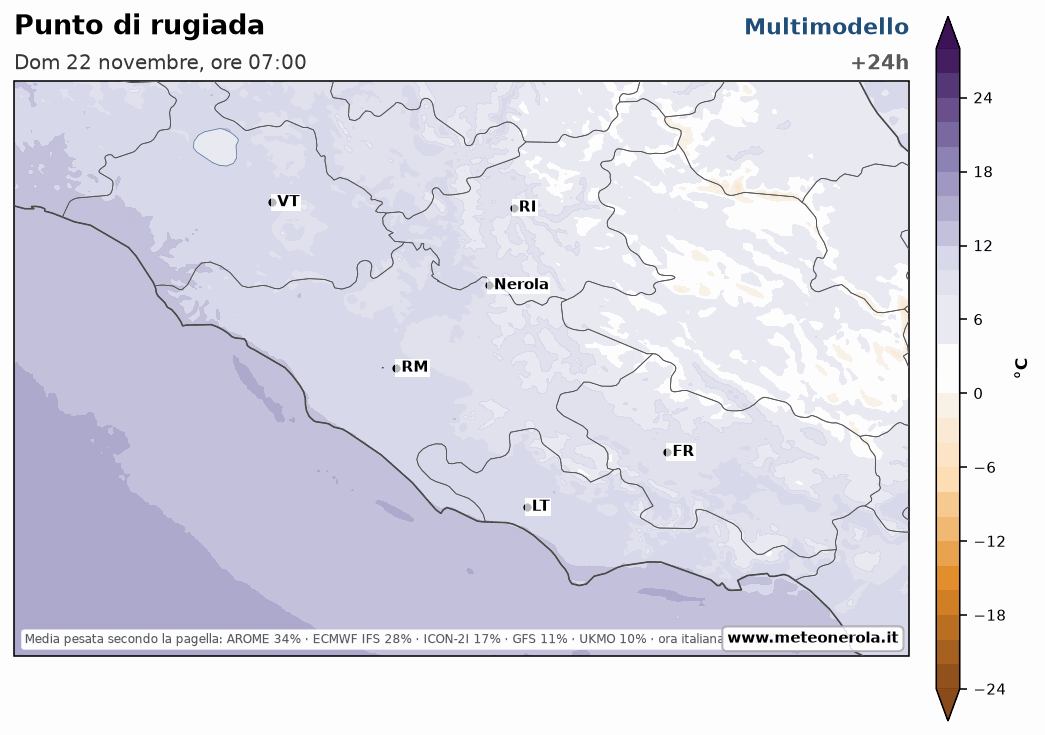 Punto di rugiada
Multimodello
Dom 22 novembre, ore 07:00
+24h
VT
RI
Nerola
RM
FR
LT
24
18
12
6
0
−6
−12
−18
−24
°C
Media pesata secondo la pagella: AROME 34% · ECMWF IFS 28% · ICON-2I 17% · GFS 11% · UKMO 10% · ora italiana
www.meteonerola.it